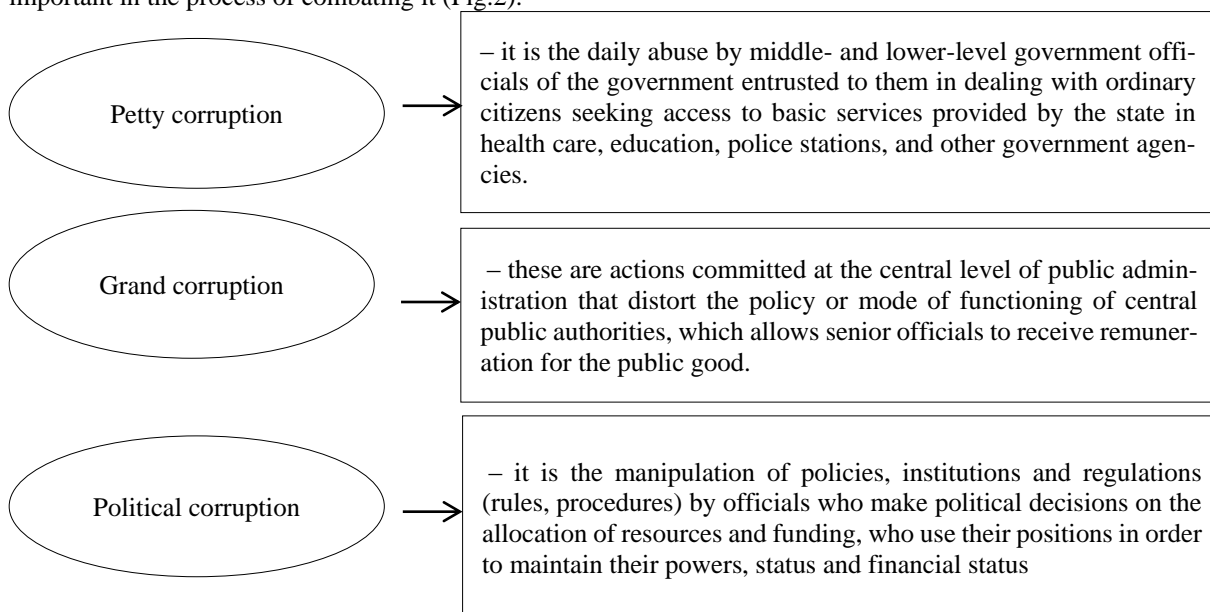 important in the process of combating it (Fig.2).
– it is the daily abuse by middle- and lower-level government offi-
cials of the government entrusted to them in dealing with ordinary
Petty corruption
citizens seeking access to basic services provided by the state in
health care, education, police stations, and other government agen-
cies.
– these are actions committed at the central level of public admin-
Grand corruption
istration that distort the policy or mode of functioning of central
public authorities, which allows senior officials to receive remuner-
ation for the public good.
– it is the manipulation of policies, institutions and regulations
Political corruption
(rules, procedures) by officials who make political decisions on the
allocation of resources and funding, who use their positions in order
to maintain their powers, status and financial status